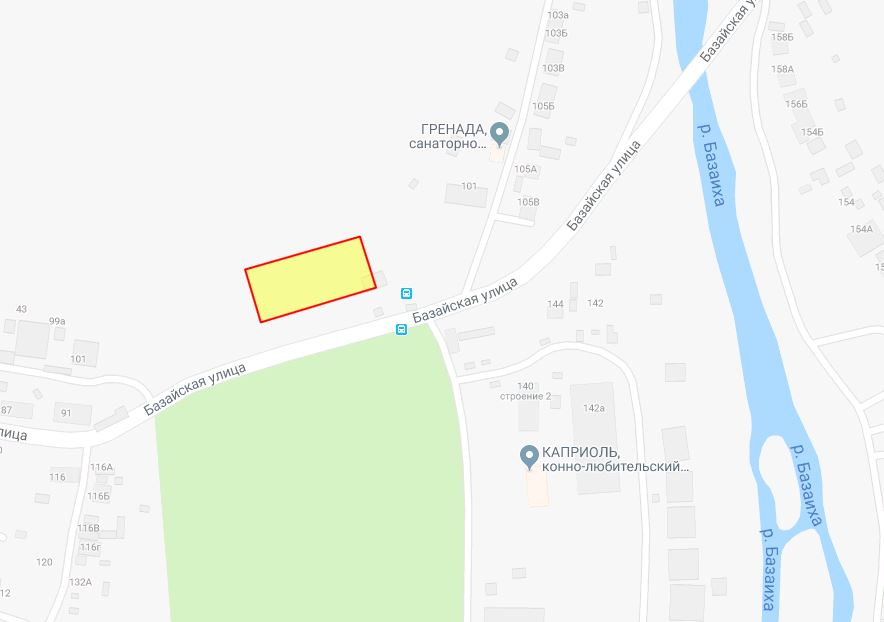 103а
103Б
Базайская у
158Б
103В
158А
105Б
156Б
ГРЕНАДА,
санаторно...
154Б
р. Базаиха
Базайская улица
105А
101
105В
154
154А
15
43
99а
144
142
Базайская улица
101
Базайская улица
140
строение 2
87
91
142а
лица
КАПРИОЛЬ,
конно-любительский...
р. Базаиха
116А
116
116Б
116В
116г
р. Базаиха
120
132А
12